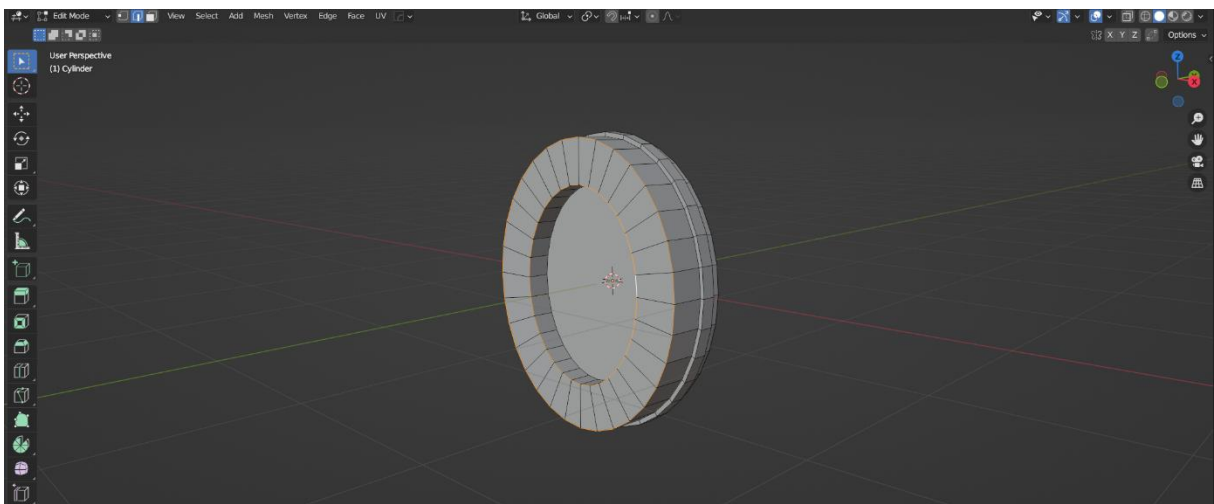 Edit Mode View Select Add Mesh Vertex Edge Face UV Global
X Y Z Options
User Perspective
(1) Cylinder
Z
X